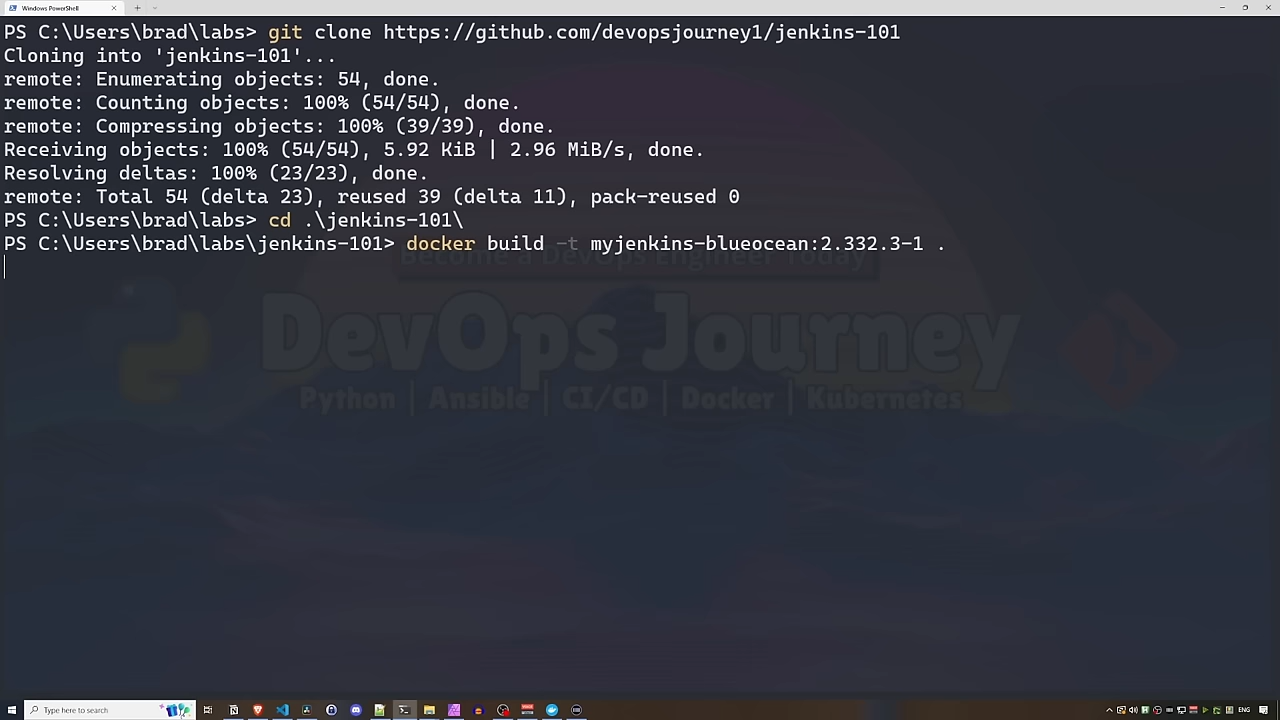 Windows PowerShell
PS C:\Users\brad\labs> git clone https://github.com/devopsjourney1/jenkins-101
Cloning into 'jenkins-101'...
remote: Enumerating objects: 54, done.
remote: Counting objects: 100% (54/54), done.
remote: Compressing objects: 100% (39/39), done.
Receiving objects: 100% (54/54), 5.92 KiB | 2.96 MiB/s, done.
Resolving deltas: 100% (23/23), done.
remote: Total 54 (delta 23), reused 39 (delta 11), pack-reused 0
PS C:\Users\brad\labs> cd .\jenkins-101\
PS C:\Users\brad\labs\jenkins-101> docker build -t myjenkins-blueocean:2.332.3-1 .
Become a DevOps Engineer Today
DevOps Journey
Python | Ansible | CI/CD | Docker | Kubernetes
Type here to search
ENG